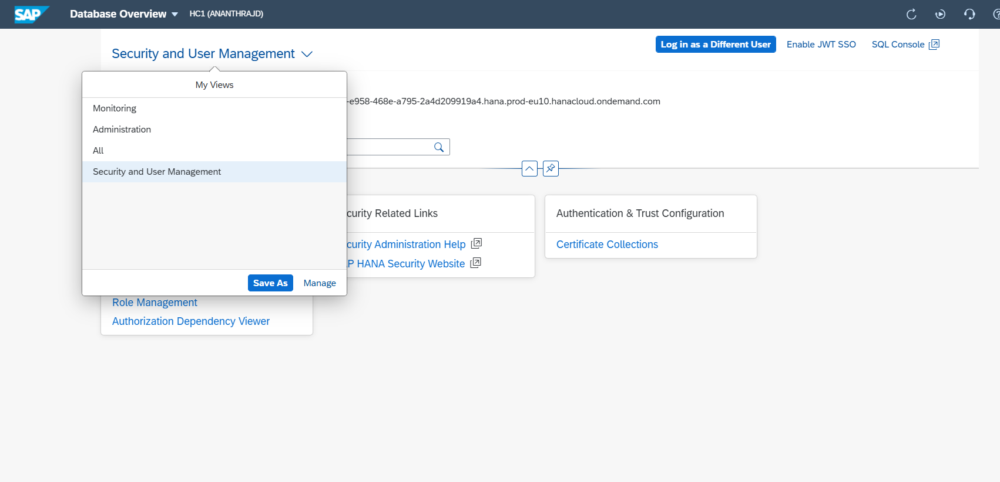 SAP Database Overview HC1 (ANANTHRAJD)
Security and User Management
Log in as a Different User Enable JWT SSO SQL Console
My Views
Monitoring
-e958-468e-a795-2a4d209919a4.hana.prod-eu10.hanacloud.ondemand.com
Administration
All
Security and User Management
curity Related Links
Authentication & Trust Configuration
curity Administration Help
Certificate Collections
P HANA Security Website
Save As Manage
Role Management
Authorization Dependency Viewer